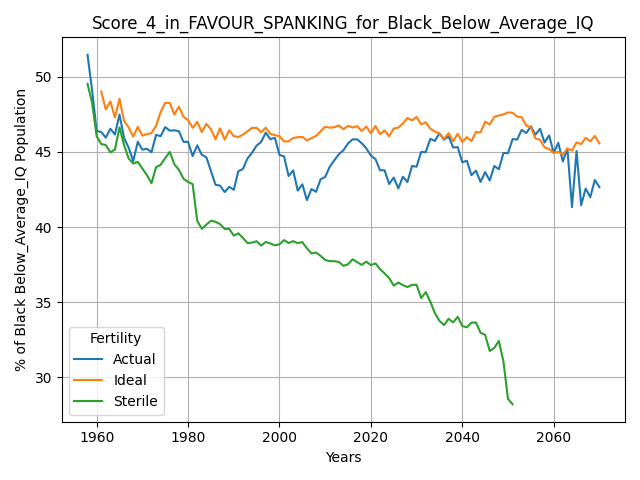 Score_4_in_FAVOUR_SPANKING_for_Black_Below_Average_IQ
% of Black Below_Average_IQ Population
50
45
40
35
30
Fertility
Actual
Ideal
Sterile
1960 1980 2000 2020 2040 2060
Years